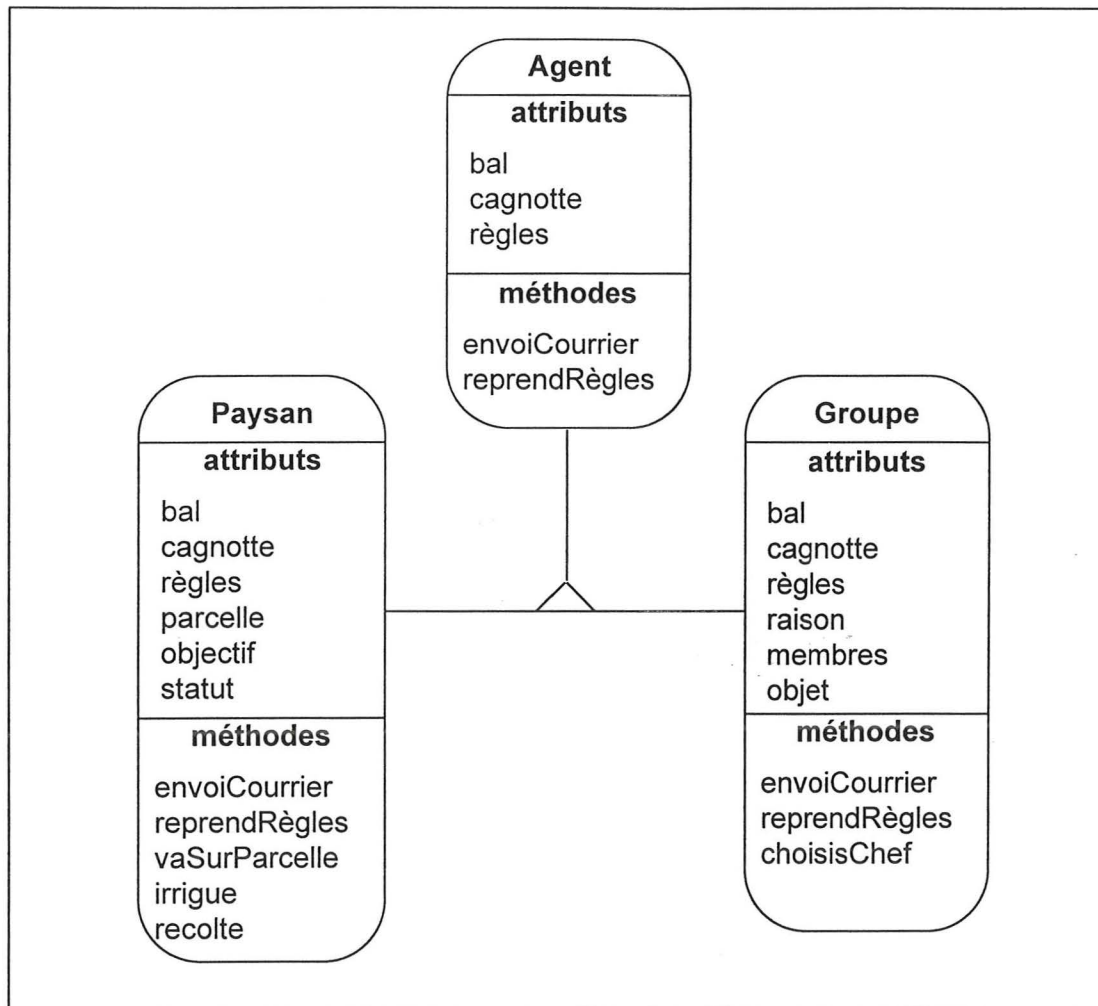 Agent
attributs
bal
cagnotte
règles
méthodes
envoiCourrier
reprendRègles
Paysan
attributs
bal
cagnotte
règles
parcelle
objectif
statut
méthodes
envoiCourrier
reprendRègles
vaSurParcelle
irrigue
recolte
Groupe
attributs
bal
cagnotte
règles
raison
membres
objet
méthodes
envoiCourrier
reprendRègles
choisisChef